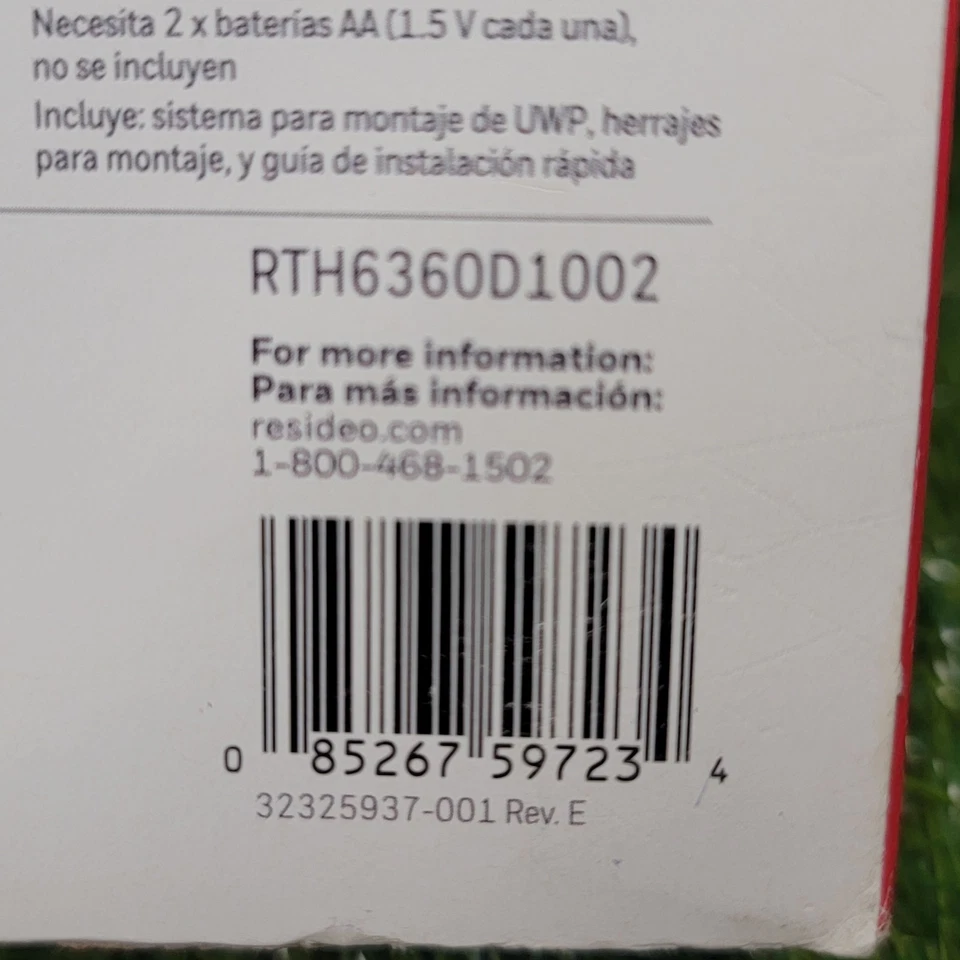 Necesita 2 x baterías AA (1.5 V cada una),
no se incluyen
Incluye: sistema para montaje de UWP, herrajes
para montaje, y guía de instalación rápida
RTH6360D1002
For more information:
Para más información:
resideo.com
1-800-468-1502
0 85267 59723 4
32325937-001 Rev. E